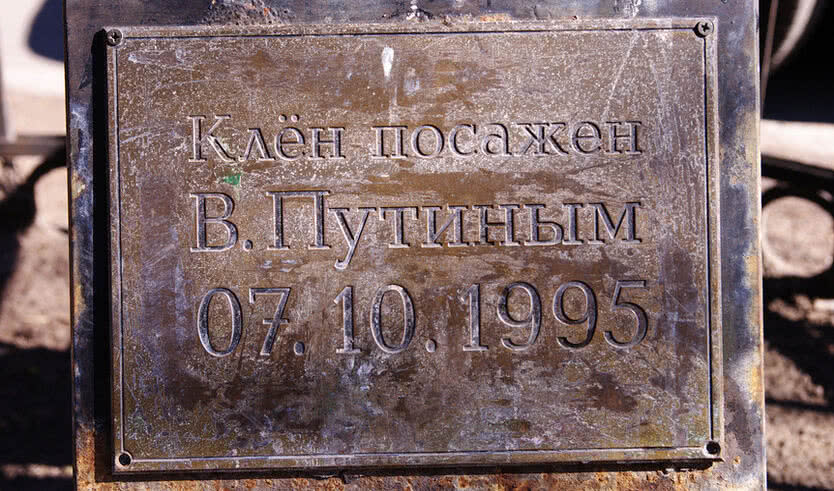 Клён посажен
В. Путиным
07. 10. 1995